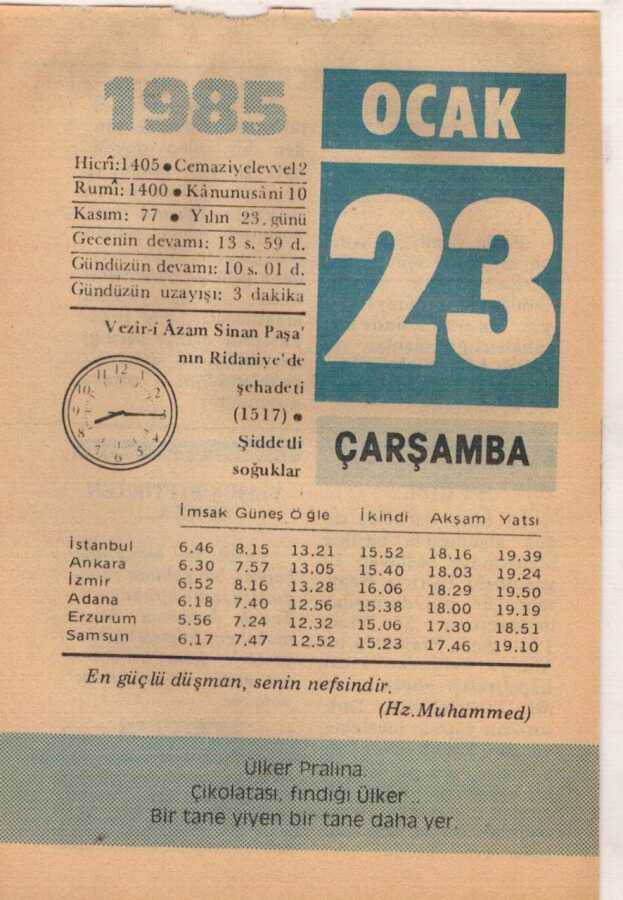 1985
OCAK
Hicrî:1405 ● Cemaziyelevvel 2
Rumî: 1400 ● Kânunusâni 10
Kasım: 77 ● Yılın 23. günü
Gecenin devamı: 13 s. 59 d.
Gündüzün devamı: 10 s. 01 d.
Gündüzün uzayışı: 3 dakika
23
Vezir-i Âzam Sinan Paşa'
nın Ridaniye'de
şehadeti
(1517) ●
Şiddetli
soğuklar
ÇARŞAMBA
İmsak Güneş Öğle İkindi Akşam Yatsı
İstanbul 6.46 8.15 13.21 15.52 18.16 19.39
Ankara 6.30 7.57 13.05 15.40 18.03 19.24
İzmir 6.52 8.16 13.28 16.06 18.29 19.50
Adana 6.18 7.40 12.56 15.38 18.00 19.19
Erzurum 5.56 7.24 12.32 15.06 17.30 18.51
Samsun 6.17 7.47 12.52 15.23 17.46 19.10
En güçlü düşman, senin nefsindir.
(Hz.Muhammed)
Ülker Pralina.
Çikolatası, fındığı Ülker ..
Bir tane yiyen bir tane daha yer.